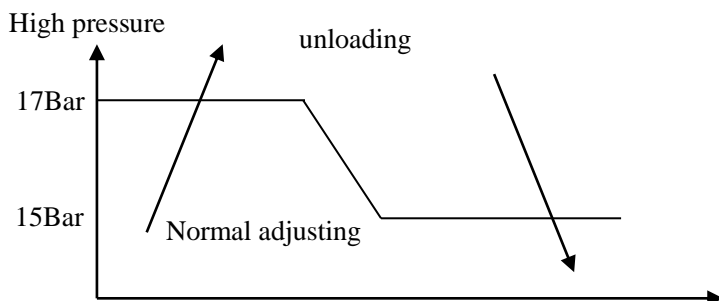 High pressure
unloading
17Bar
15Bar
Normal adjusting